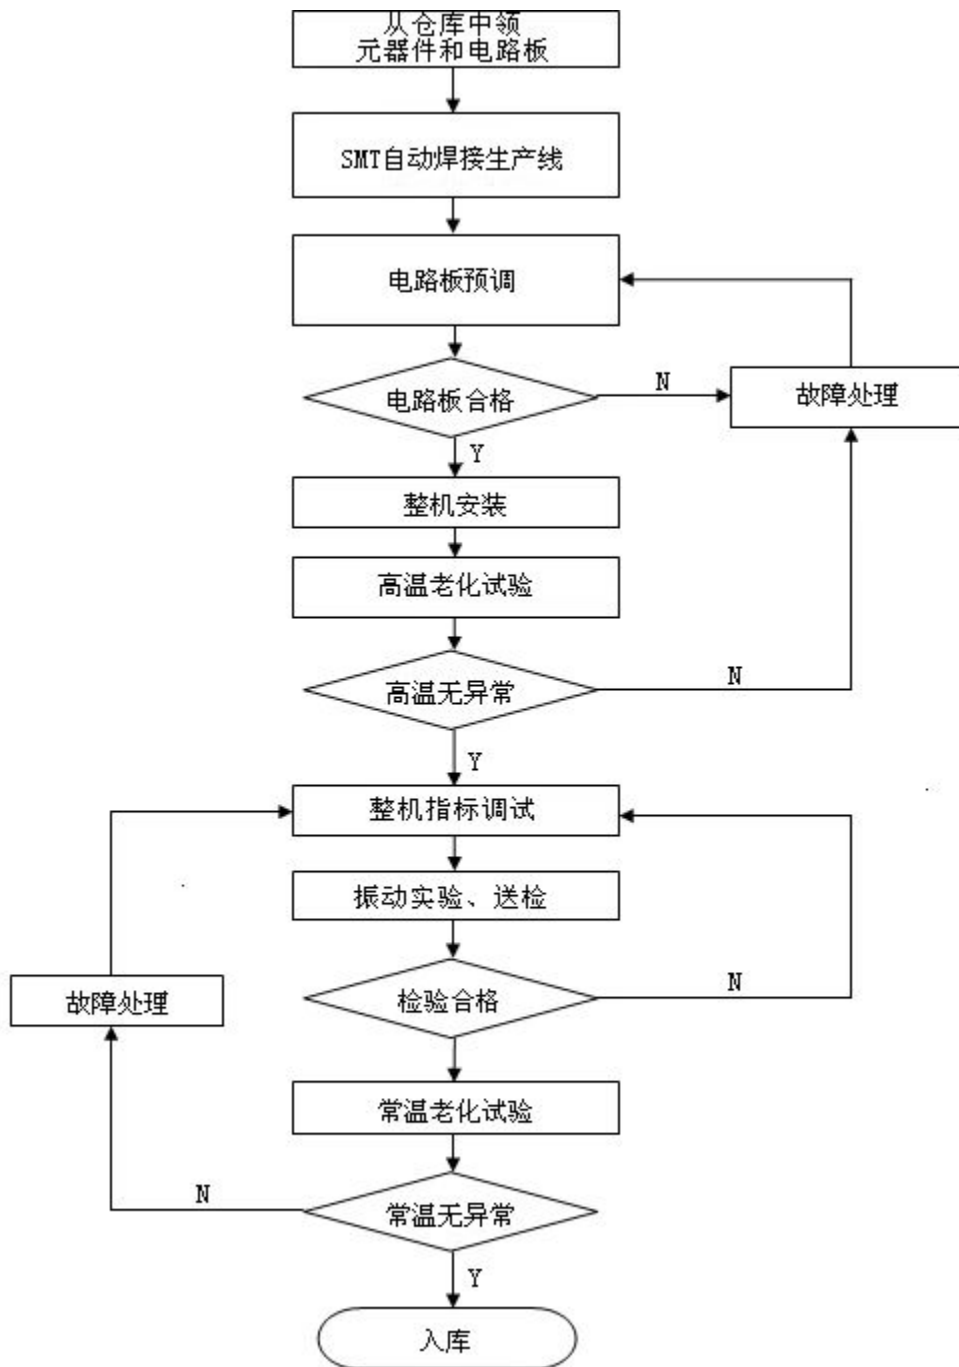 从仓库中领
元器件和电路板
SMT自动焊接生产线
电路板预调
电路板合格
N
故障处理
Y
整机安装
高温老化试验
高温无异常
N
Y
整机指标调试
振动实验、送检
检验合格
N
故障处理
常温老化试验
常温无异常
N
Y
入库